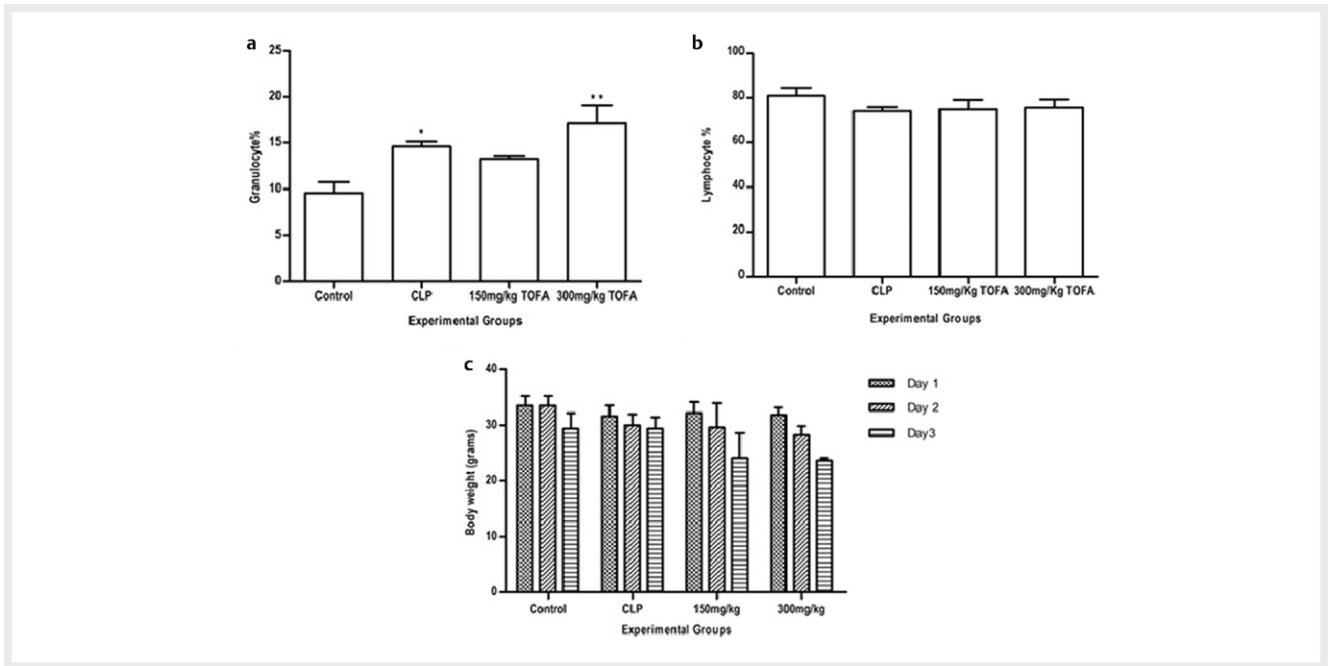 a
25
20
15
10
5
0
Granulocyte%
*
* *
Control CLP 150mg/kg TOFA 300mg/kg TOFA
Experimental Groups
b
100
80
60
40
20
0
Lymphocyte %
Control CLP 150mg/Kg TOFA 300mg/Kg TOFA
Experimental Groups
c
40
30
20
10
0
Body weight (grams)
Control CLP 150mg/kg 300mg/kg
Experimental Groups
Day 1
Day 2
Day3